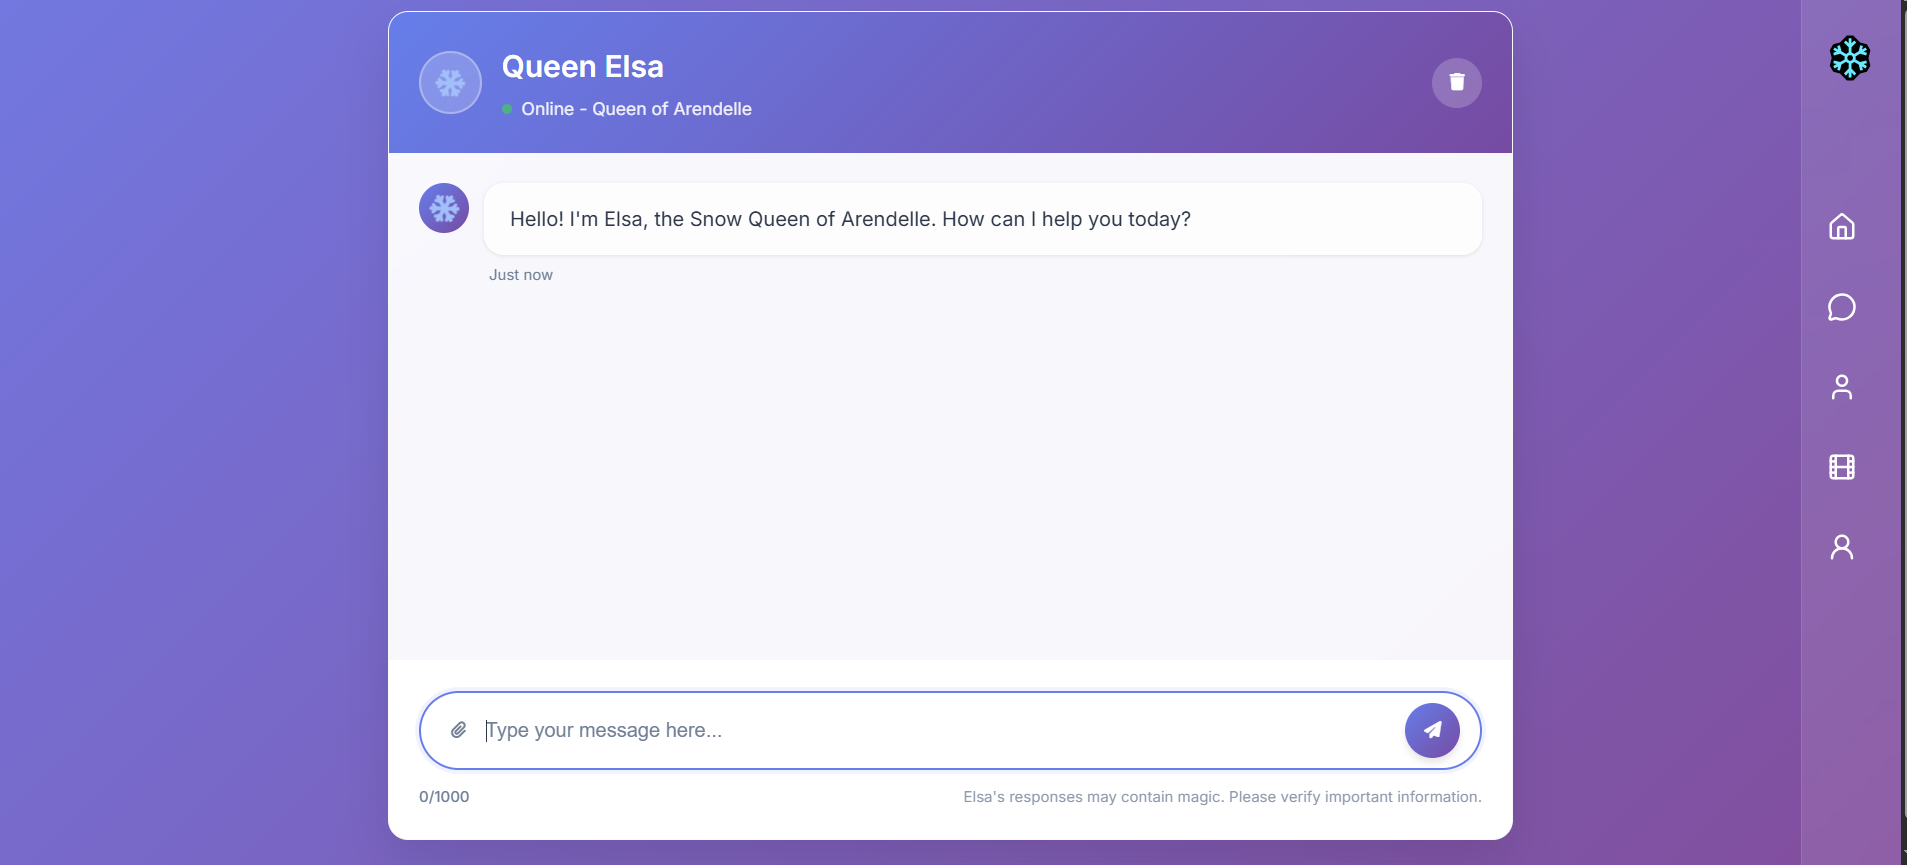 Queen Elsa
Online - Queen of Arendelle
Hello! I'm Elsa, the Snow Queen of Arendelle. How can I help you today?
Just now
Type your message here...
0/1000
Elsa's responses may contain magic. Please verify important information.